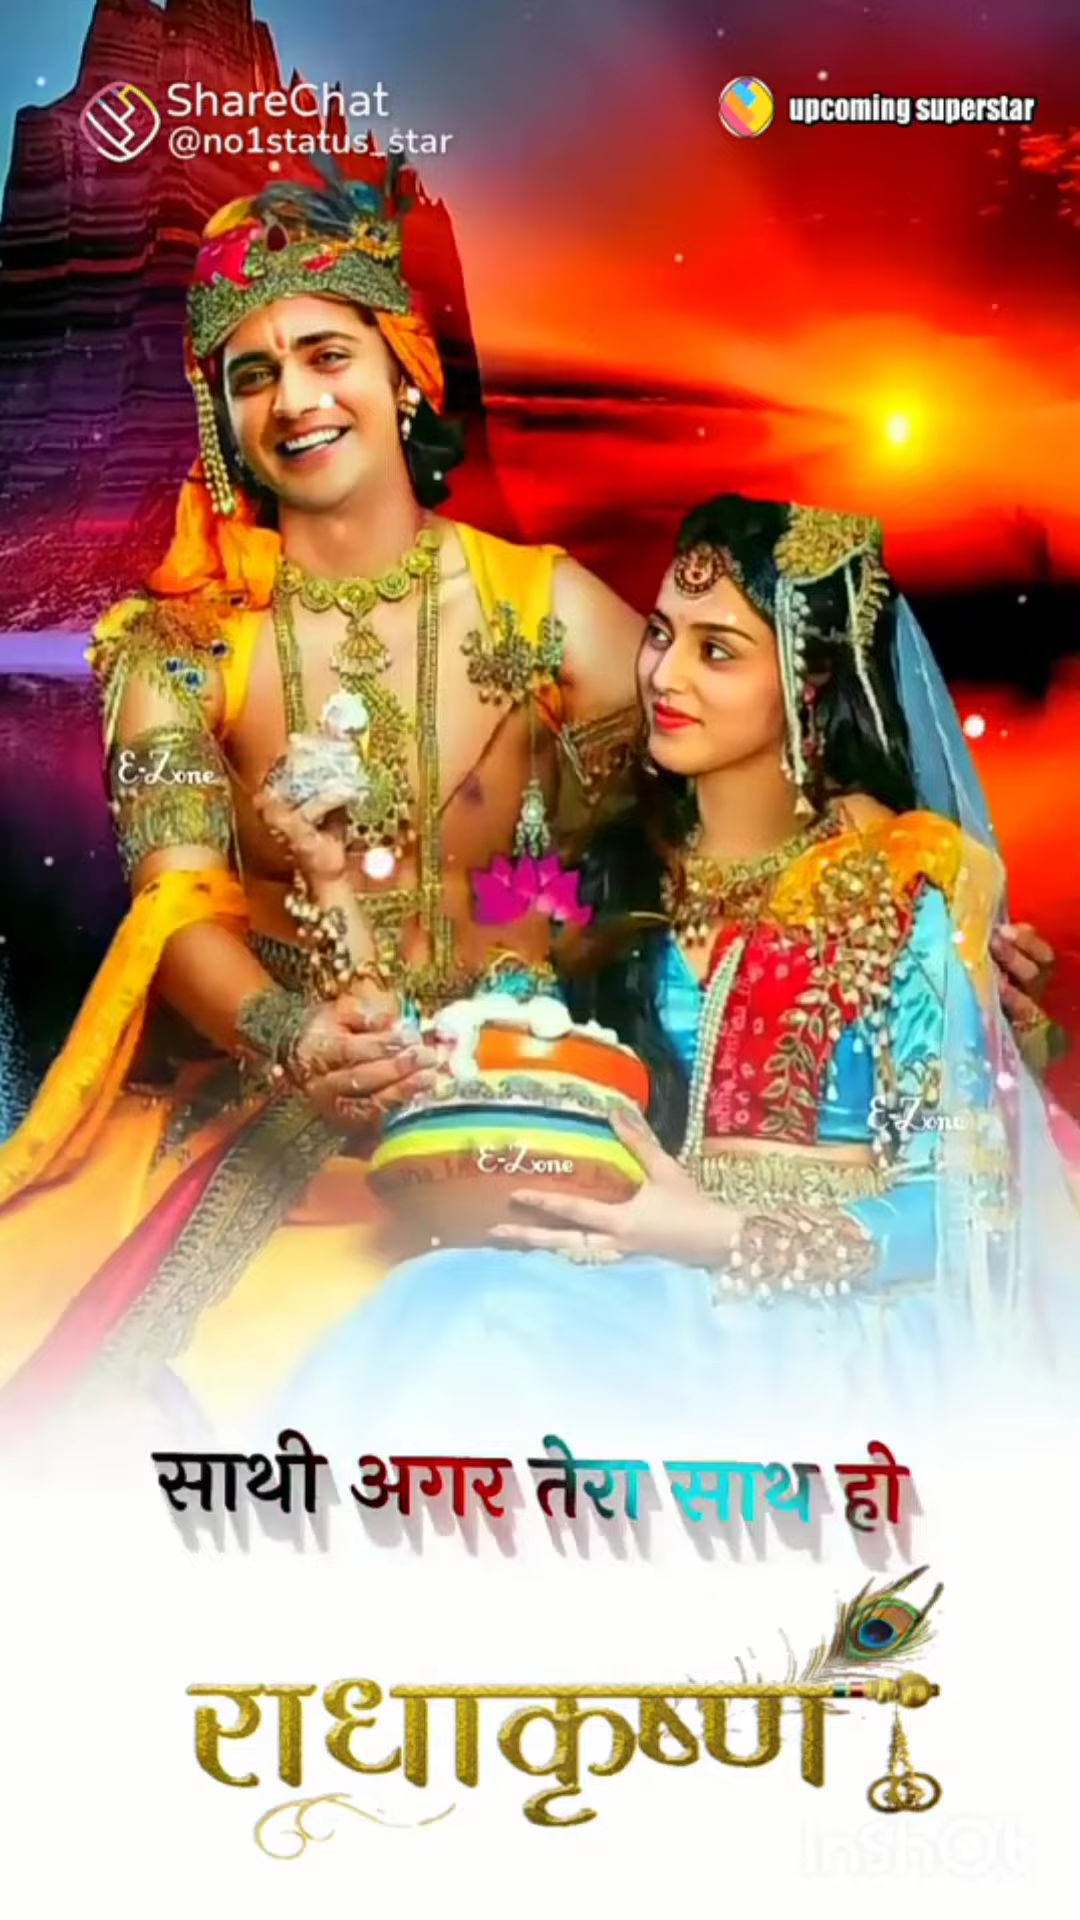 ShareChat
@no1status_star
upcoming superstar
E-Zone
E-Zone
E-Zone
साथी अगर तेरा साथ हो
राधाकृष्ण
InShOt